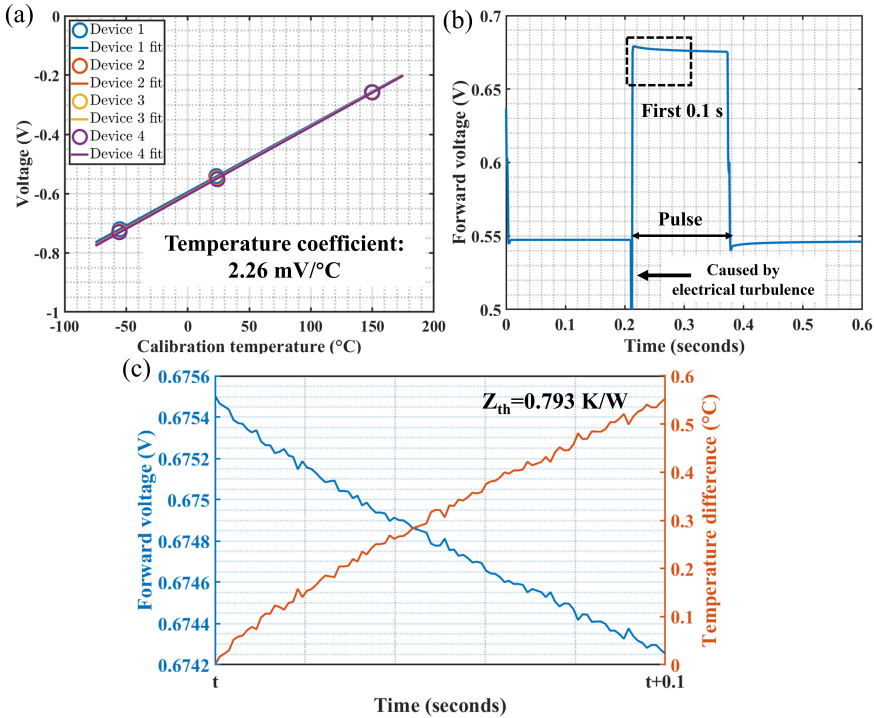 (a)
0
-0.2
-0.4
-0.6
-0.8
-1
Voltage (V)
Device 1
Device 1 fit
Device 2
Device 2 fit
Device 3
Device 3 fit
Device 4
Device 4 fit
Temperature coefficient:
2.26 mV/°C
-100 -50 0 50 100 150 200
Calibration temperature (°C)
(b)
0.7
0.65
0.6
0.55
0.5
Forward voltage (V)
First 0.1 s
Pulse
Caused by
electrical turbulence
0 0.1 0.2 0.3 0.4 0.5 0.6
Time (seconds)
(c)
0.6756
0.6754
0.6752
0.675
0.6748
0.6746
0.6744
0.6742
Forward voltage (V)
Zth=0.793 K/W
0.6
0.5
0.4
0.3
0.2
0.1
0
Temperature difference (°C)
t t+0.1
Time (seconds)